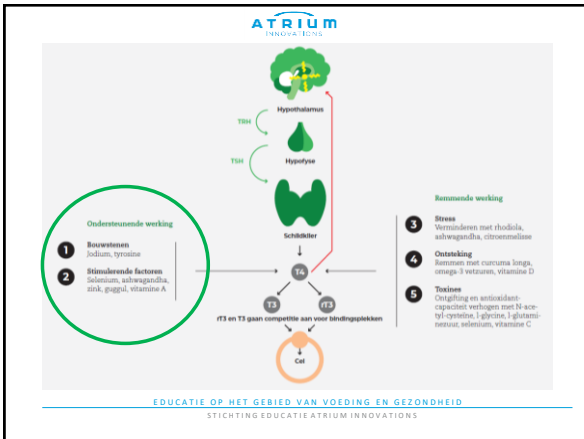 ATRIUM
INNOVATIONS
Hypothalamus
TRH
Hypofyse
TSH
Schildklier
Ondersteunende werking
1 Bouwstenen
Jodium, tyrosine
2 Stimulerende factoren
Selenium, ashwagandha,
zink, guggul, vitamine A
T4
T3
rT3
rT3 en T3 gaan competitie aan voor bindingsplekken
Cel
Remmende werking
3 Stress
Verminderen met rhodiola,
ashwagandha, citroenmelisse
4 Ontsteking
Remmen met curcuma longa,
omega-3 vetzuren, vitamine D
5 Toxines
Ontgifting en antioxidant-
capaciteit verhogen met N-ace-
tyl-cysteïne, l-glycine, l-glutami-
nezuur, selenium, vitamine C
EDUCATIE OP HET GEBIED VAN VOEDING EN GEZONDHEID
STICHTING EDUCATIE ATRIUM INNOVATIONS